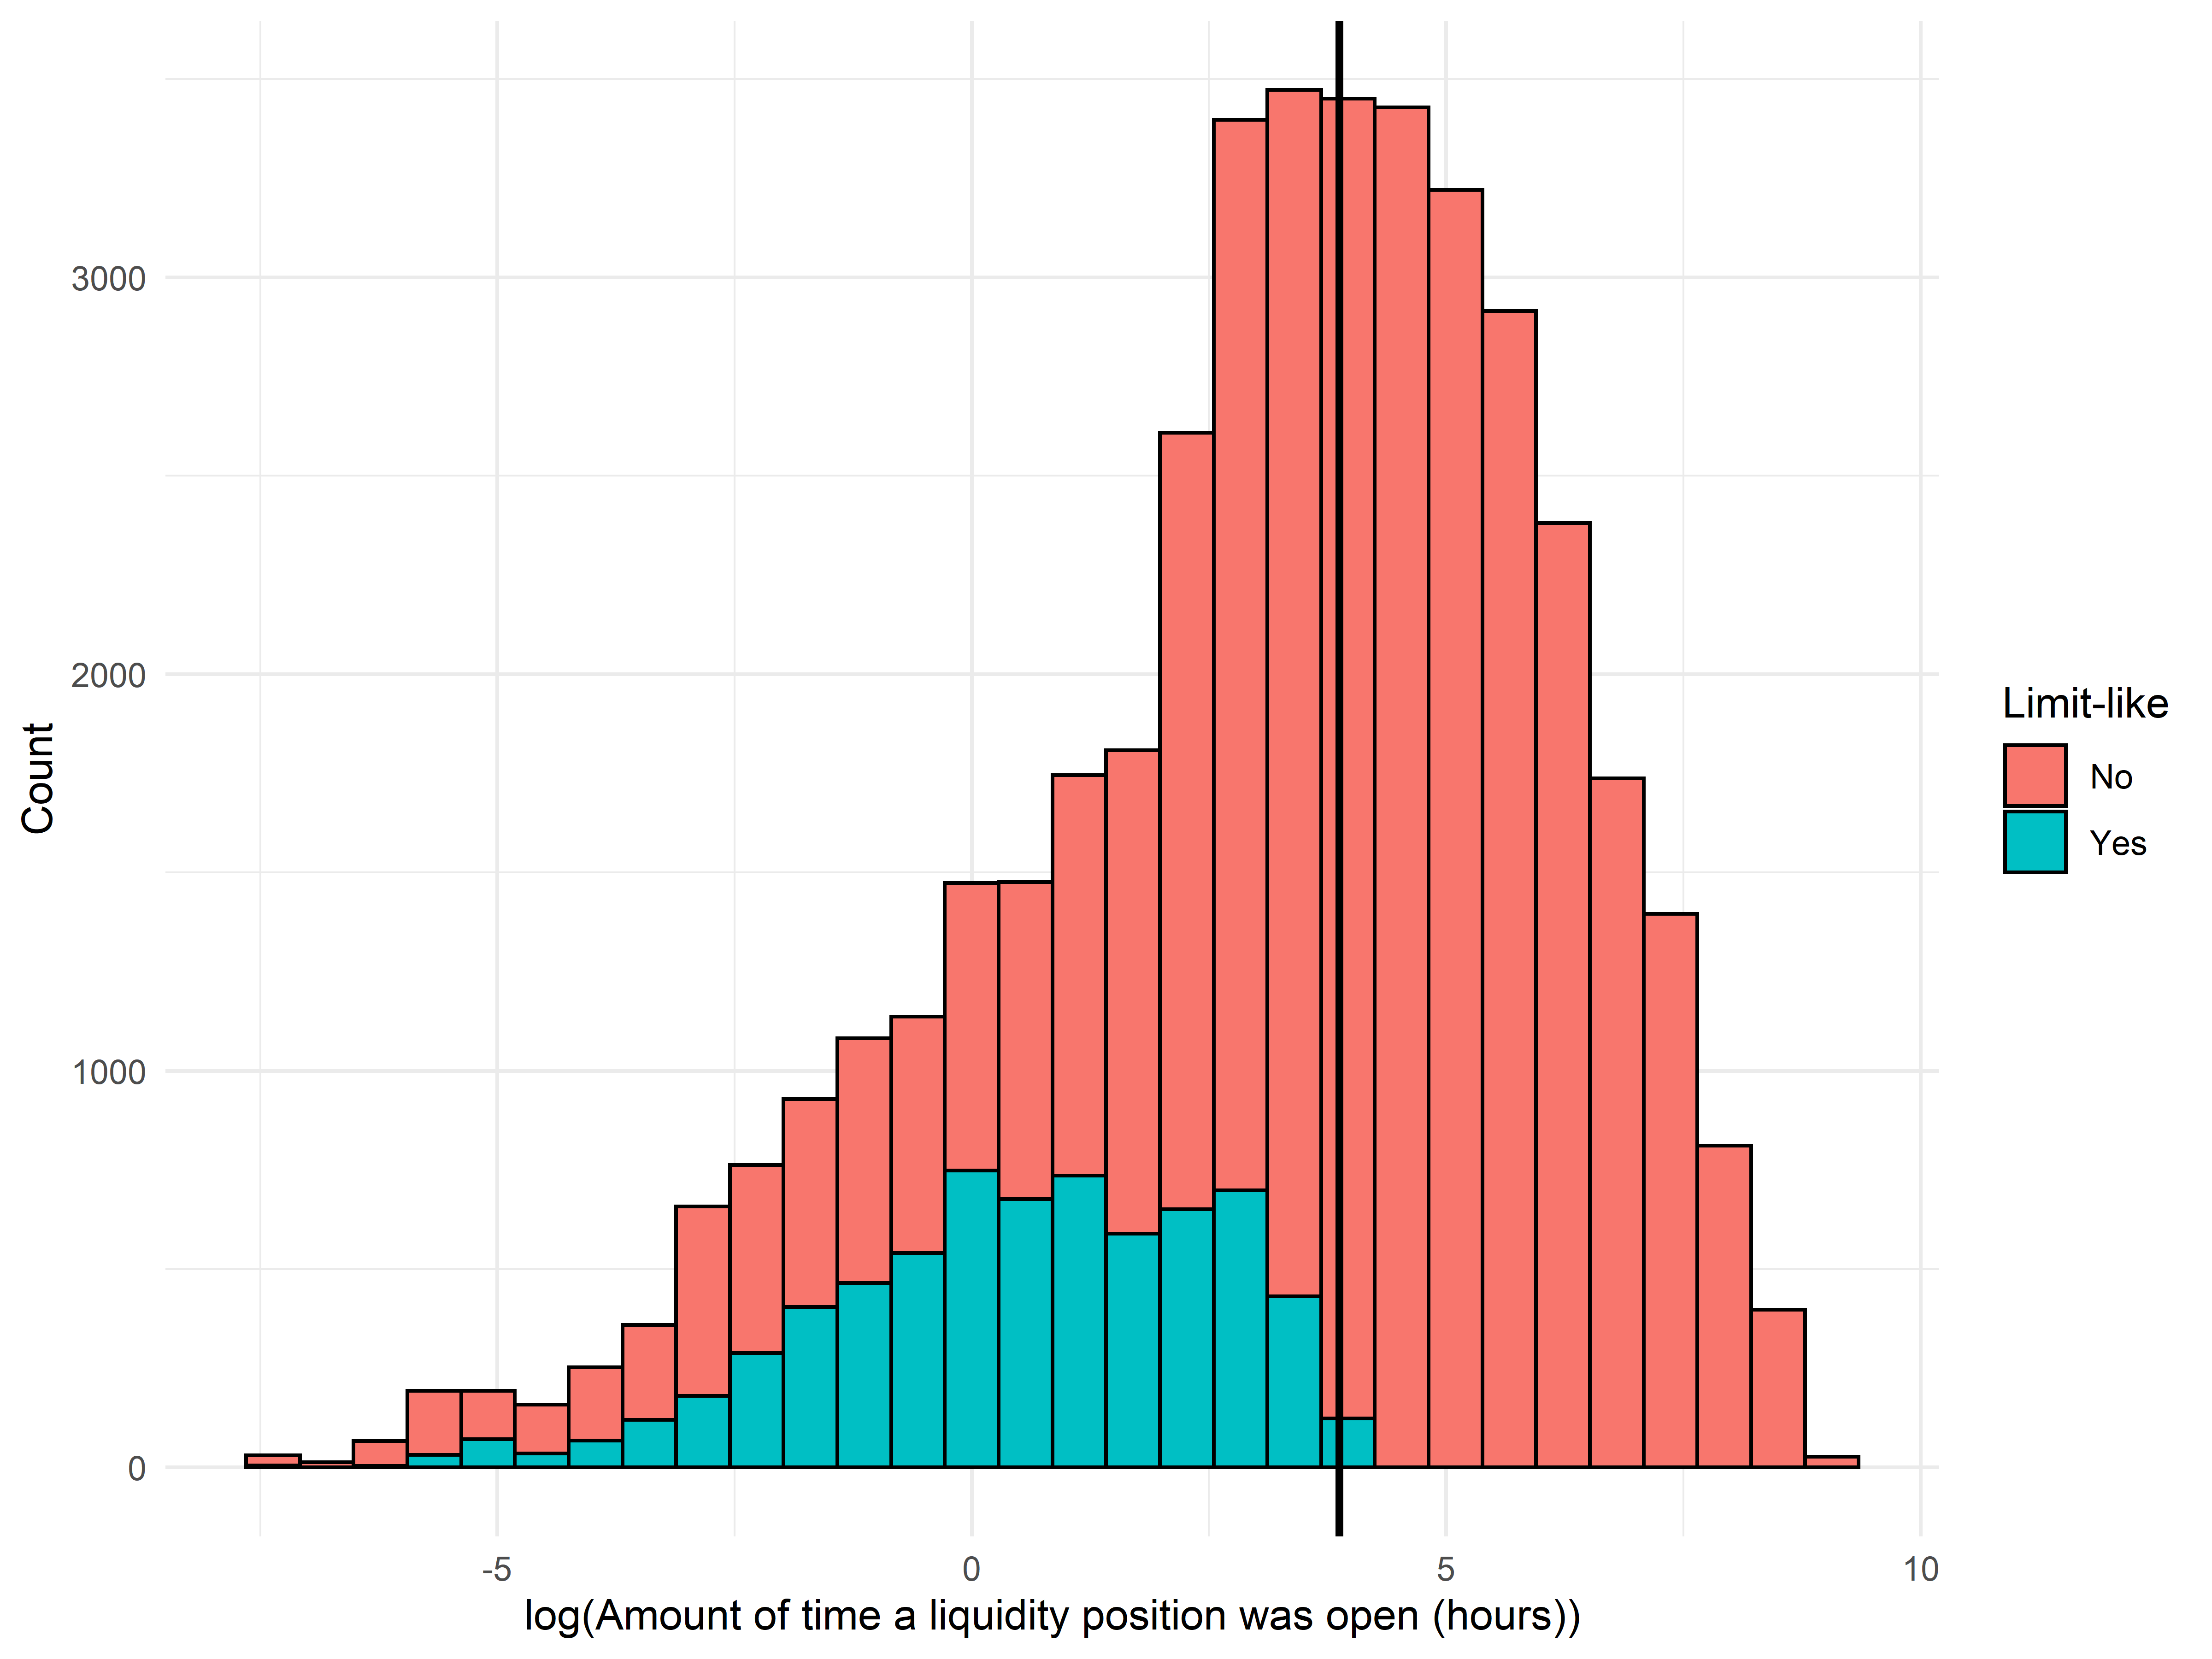 Count
3000
2000
1000
0
-5
0
5
10
log(Amount of time a liquidity position was open (hours))
Limit-like
No
Yes